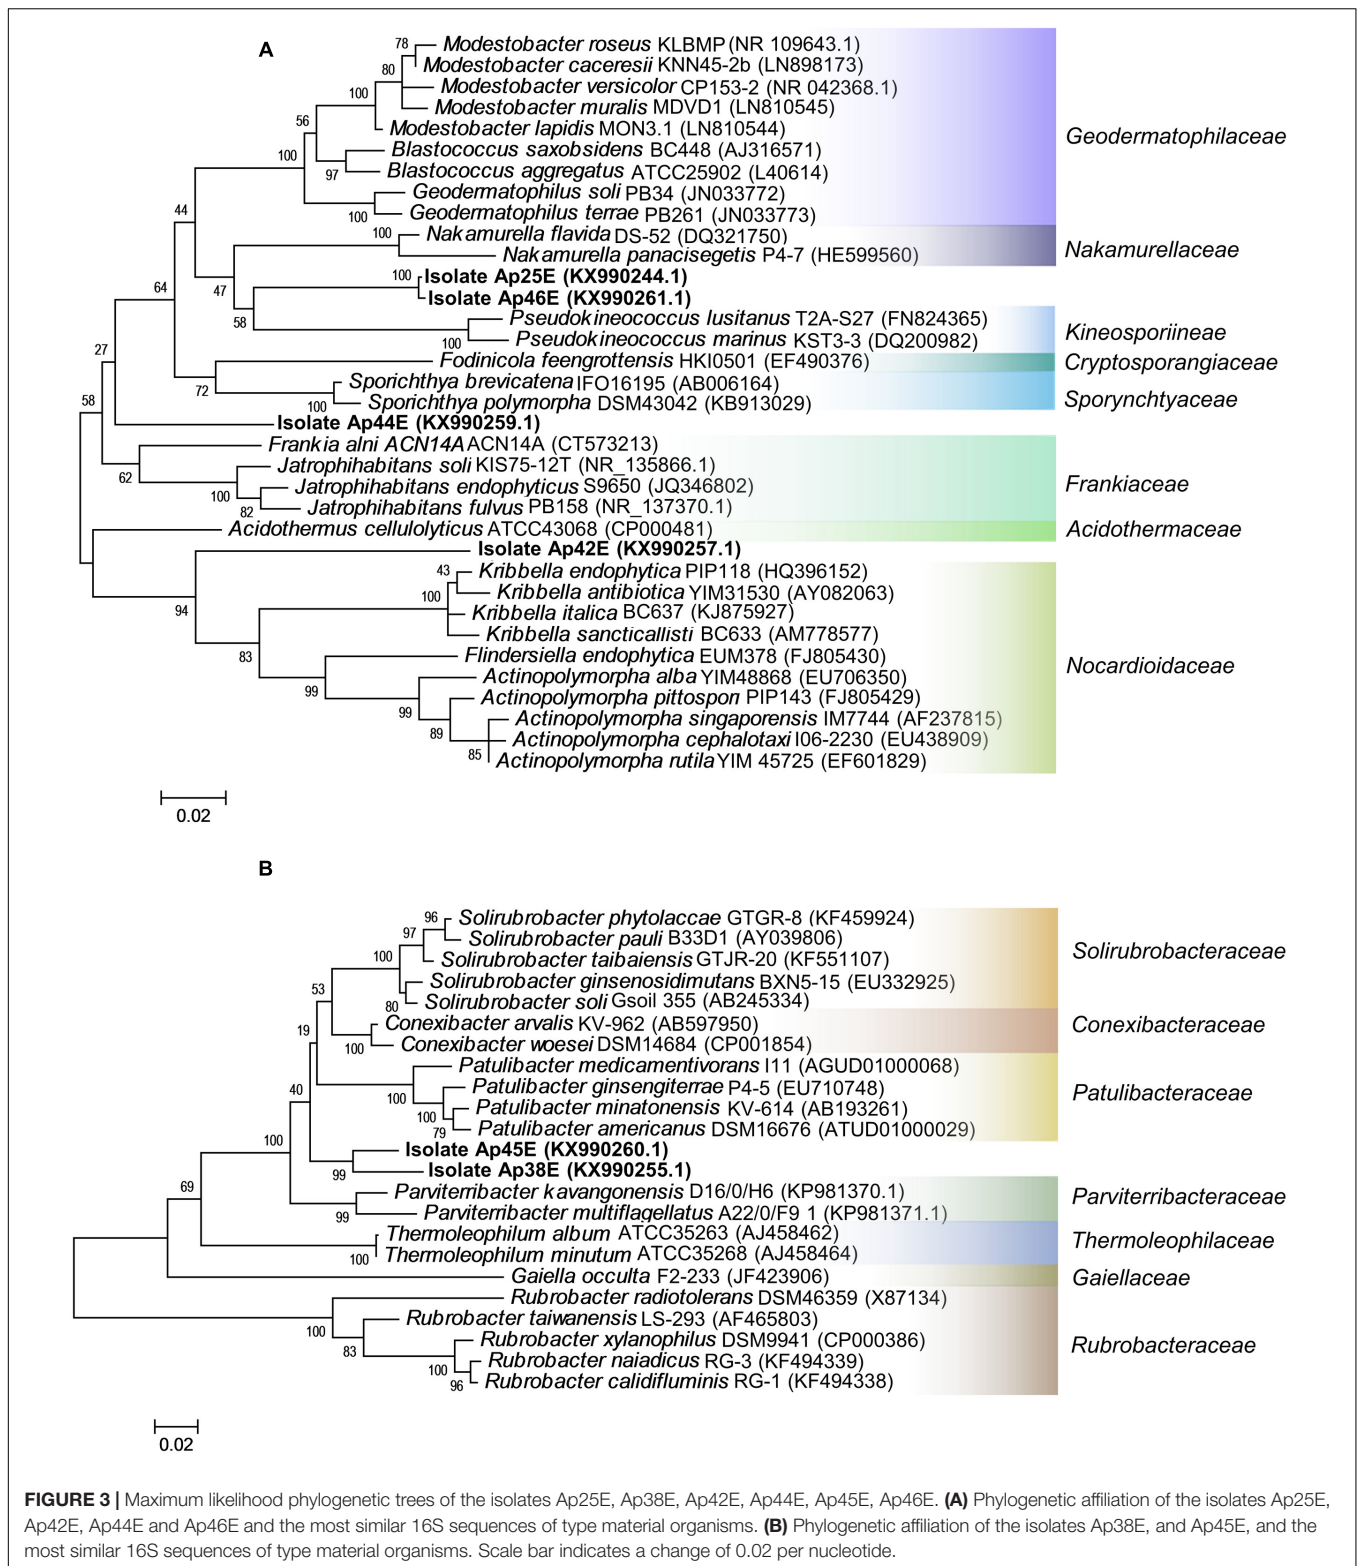 A
78
Modestobacter roseus KLBMP (NR 109643.1)
Modestobacter caceresii KNN45-2b (LN898173)
80
Modestobacter versicolor CP153-2 (NR 042368.1)
100
Modestobacter muralis MDVD1 (LN810545)
56
Modestobacter lapidis MON3.1 (LN810544)
Geodermatophilaceae
Blastococcus saxobsidens BC448 (AJ316571)
100
97
Blastococcus aggregatus ATCC25902 (L40614)
Geodermatophilus soli PB34 (JN033772)
44
100
Geodermatophilus terrae PB261 (JN033773)
100
Nakamurella flavida DS-52 (DQ321750)
Nakamurella panacisegetis P4-7 (HE599560)
Nakamurellaceae
100
Isolate Ap25E (KX990244.1)
64
47
Isolate Ap46E (KX990261.1)
58
Pseudokineococcus lusitanus T2A-S27 (FN824365)
100
Pseudokineococcus marinus KST3-3 (DQ200982)
Kineosporiineae
27
Fodinicola feengrottensis HKI0501 (EF490376)
Cryptosporangiaceae
72
Sporichthya brevicatena IFO16195 (AB006164)
58
100
Sporichthya polymorpha DSM43042 (KB913029)
Sporynchtyaceae
Isolate Ap44E (KX990259.1)
Frankia alni ACN14A ACN14A (CT573213)
62
Jatrophihabitans soli KIS75-12T (NR_135866.1)
100
Jatrophihabitans endophyticus S9650 (JQ346802)
Frankiaceae
82
Jatrophihabitans fulvus PB158 (NR_137370.1)
Acidothermus cellulolyticus ATCC43068 (CP000481)
Acidothermaceae
Isolate Ap42E (KX990257.1)
43
Kribbella endophytica PIP118 (HQ396152)
100
Kribbella antibiotica YIM31530 (AY082063)
94
Kribbella italica BC637 (KJ875927)
Kribbella sancticallisti BC633 (AM778577)
83
Flindersiella endophytica EUM378 (FJ805430)
Nocardioidaceae
99
Actinopolymorpha alba YIM48868 (EU706350)
99
Actinopolymorpha pittospori PIP143 (FJ805429)
89
Actinopolymorpha singaporensis IM7744 (AF237815)
Actinopolymorpha cephalotaxi I06-2230 (EU438909)
85
Actinopolymorpha rutila YIM 45725 (EF601829)
0.02
B
96
Solirubrobacter phytolaccae GTGR-8 (KF459924)
97
Solirubrobacter pauli B33D1 (AY039806)
100
Solirubrobacter taibaiensis GTJR-20 (KF551107)
Solirubrobacteraceae
53
Solirubrobacter ginsenosidimutans BXN5-15 (EU332925)
80
Solirubrobacter soli Gsoil 355 (AB245334)
19
Conexibacter arvalis KV-962 (AB597950)
Conexibacteraceae
100
Conexibacter woesei DSM14684 (CP001854)
Patulibacter medicamentivorans I11 (AGUD01000068)
40
100
Patulibacter ginsengiterrae P4-5 (EU710748)
Patulibacteraceae
100
Patulibacter minatonensis KV-614 (AB193261)
79
Patulibacter americanus DSM16676 (ATUD01000029)
100
Isolate Ap45E (KX990260.1)
99
Isolate Ap38E (KX990255.1)
69
Parviterribacter kavangonensis D16/0/H6 (KP981370.1)
Parviterribacteraceae
99
Parviterribacter multiflagellatus A22/0/F9 1 (KP981371.1)
Thermoleophilum album ATCC35263 (AJ458462)
Thermoleophilaceae
100
Thermoleophilum minutum ATCC35268 (AJ458464)
Gaiella occulta F2-233 (JF423906)
Gaiellaceae
Rubrobacter radiotolerans DSM46359 (X87134)
100
Rubrobacter taiwanensis LS-293 (AF465803)
83
Rubrobacter xylanophilus DSM9941 (CP000386)
Rubrobacteraceae
100
Rubrobacter naiadicus RG-3 (KF494339)
96
Rubrobacter calidifluminis RG-1 (KF494338)
0.02
FIGURE 3 | Maximum likelihood phylogenetic trees of the isolates Ap25E, Ap38E, Ap42E, Ap44E, Ap45E, Ap46E. (A) Phylogenetic affiliation of the isolates Ap25E,
Ap42E, Ap44E and Ap46E and the most similar 16S sequences of type material organisms. (B) Phylogenetic affiliation of the isolates Ap38E, and Ap45E, and the
most similar 16S sequences of type material organisms. Scale bar indicates a change of 0.02 per nucleotide.